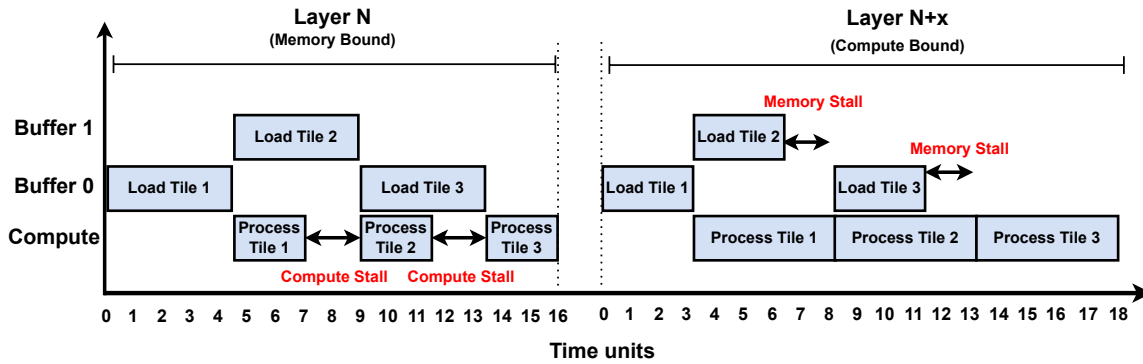 Layer N
(Memory Bound)
Layer N+x
(Compute Bound)
Memory Stall
Buffer 1
Load Tile 2
Load Tile 2
Memory Stall
Buffer 0
Load Tile 1
Load Tile 3
Load Tile 1
Load Tile 3
Compute
Process
Tile 1
Process
Tile 2
Process
Tile 3
Process Tile 1
Process Tile 2
Process Tile 3
Compute Stall
Compute Stall
0 1 2 3 4 5 6 7 8 9 10 11 12 13 14 15 16
0 1 2 3 4 5 6 7 8 9 10 11 12 13 14 15 16 17 18
Time units